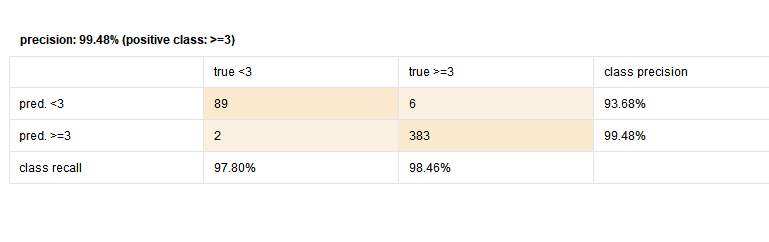 precision: 99.48% (positive class: >=3)
true <3 true >=3 class precision
pred. <3 89 6 93.68%
pred. >=3 2 383 99.48%
class recall 97.80% 98.46%